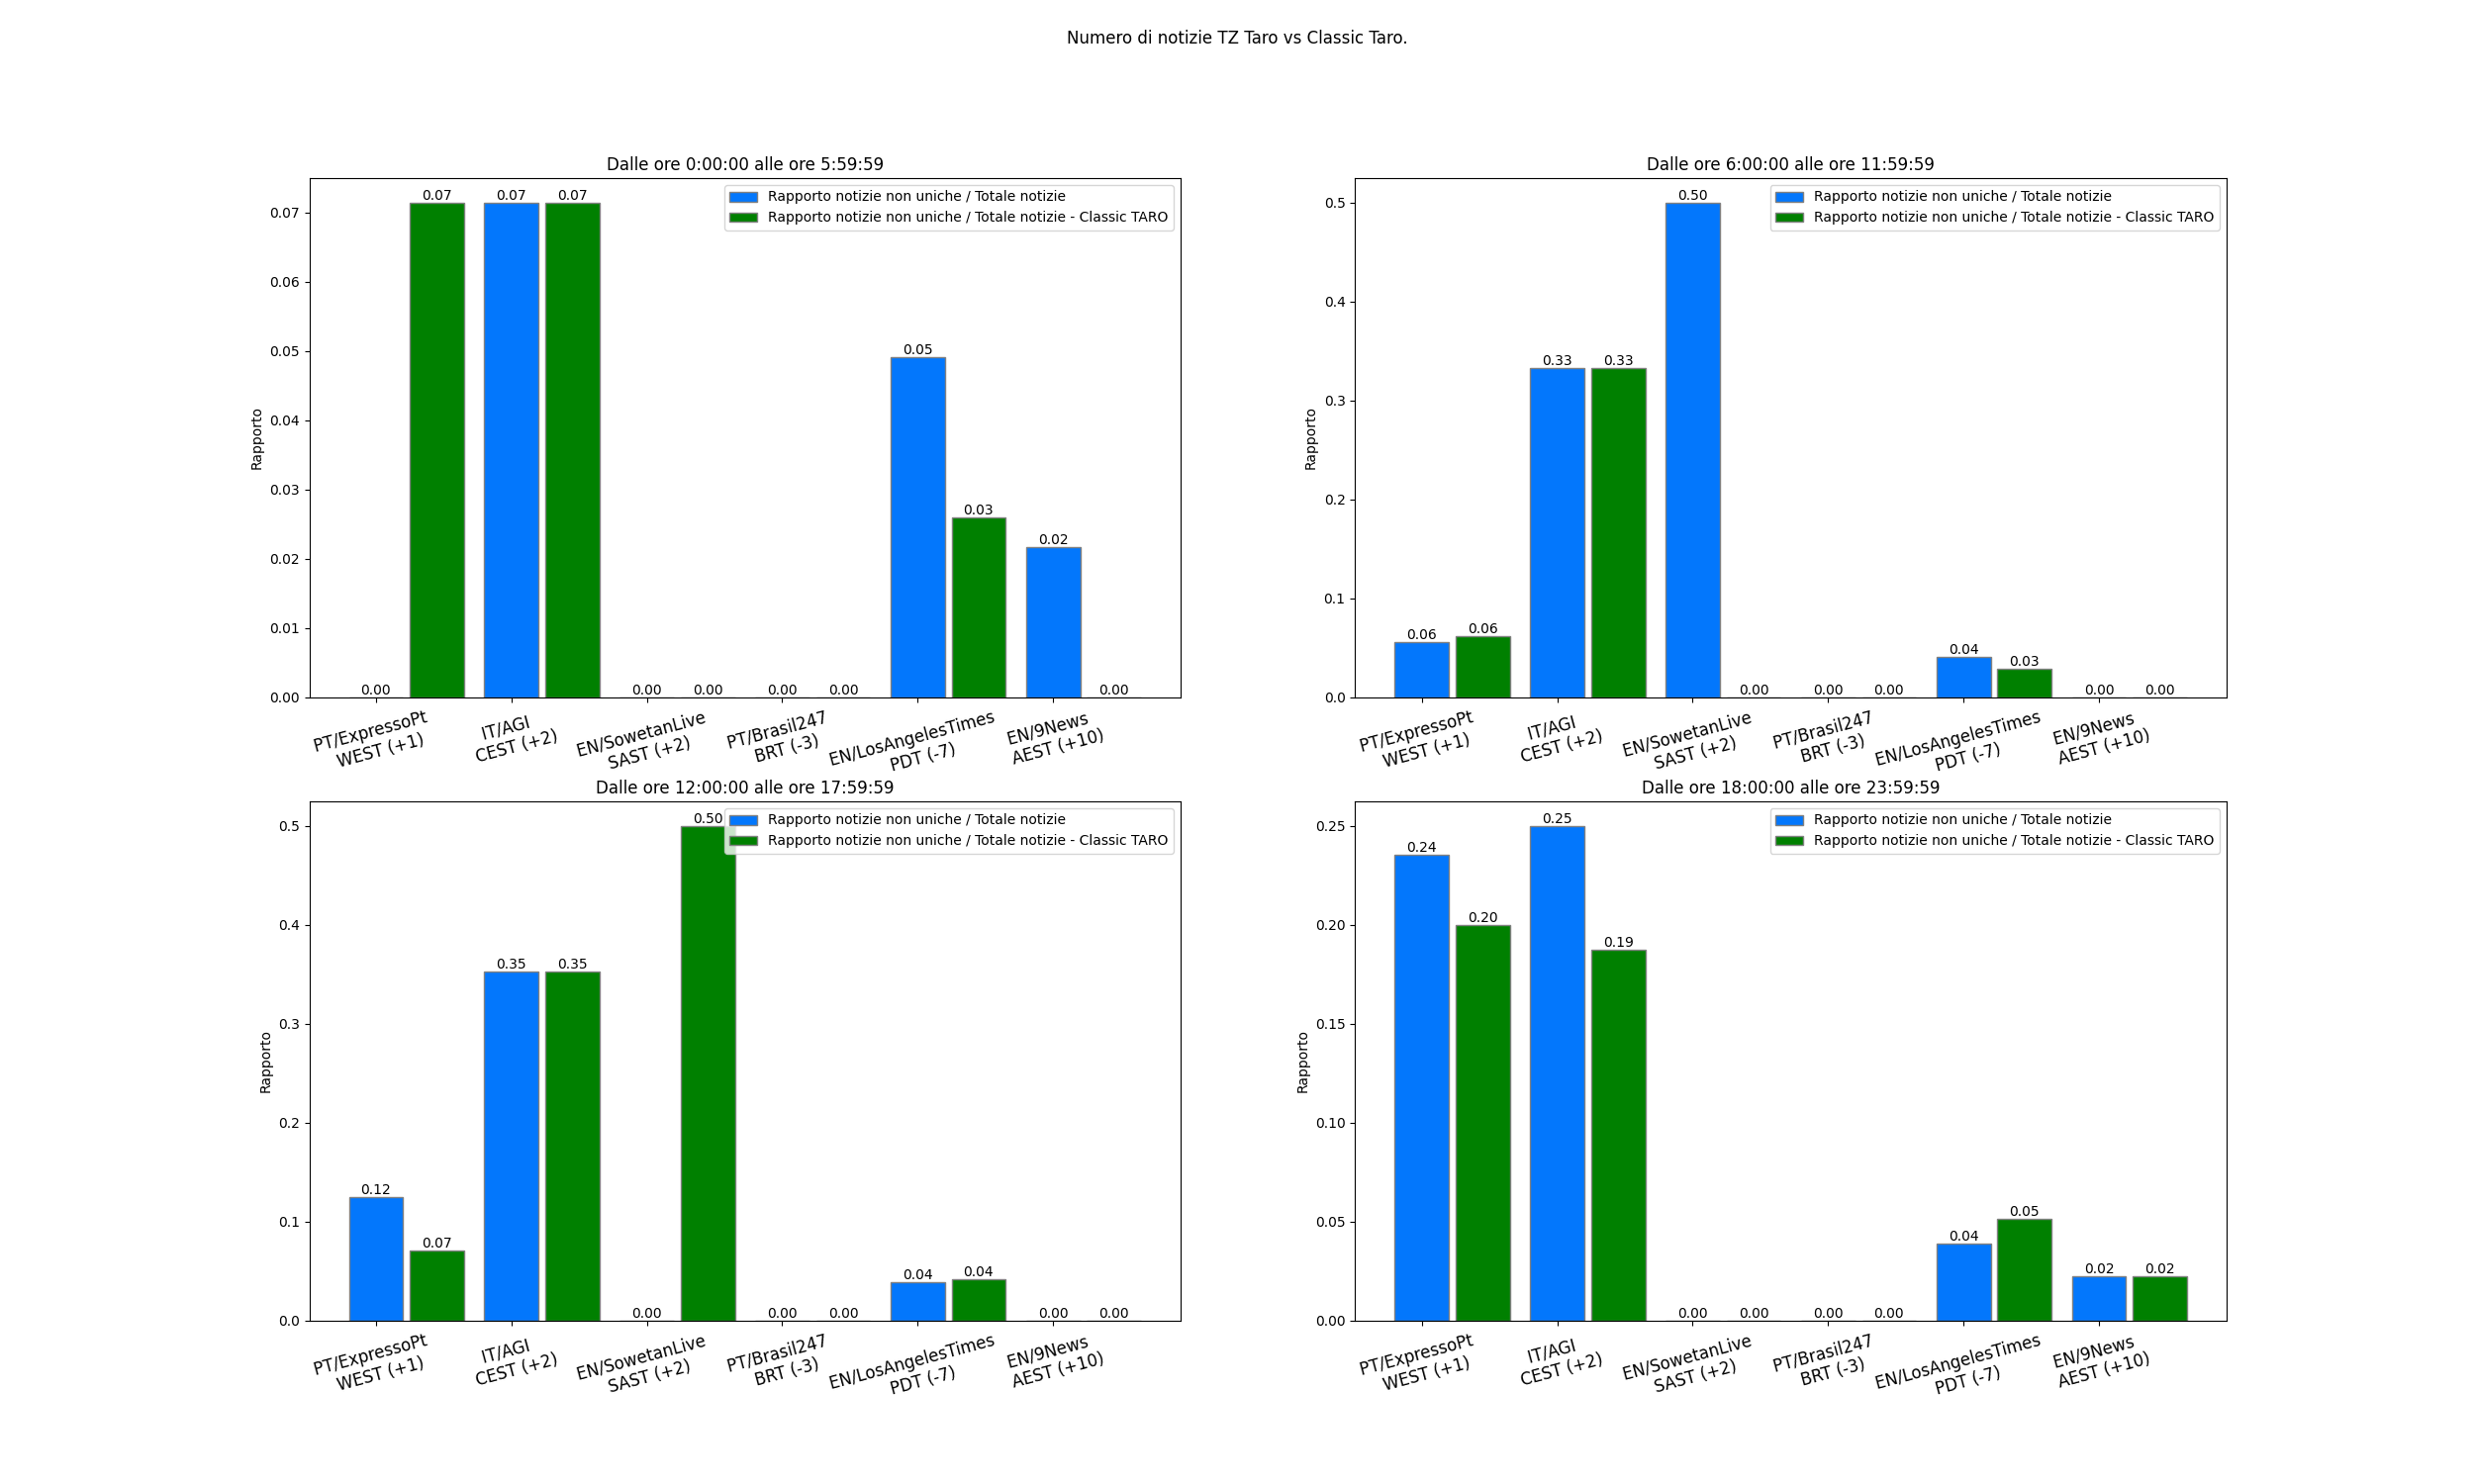 Numero di notizie TZ Taro vs Classic Taro.
Dalle ore 0:00:00 alle ore 5:59:59
Rapporto notizie non uniche / Totale notizie
Rapporto notizie non uniche / Totale notizie - Classic TARO
Rapporto
0.07
0.06
0.05
0.04
0.03
0.02
0.01
0.00
0.00
0.07
0.07
0.07
0.00
0.00
0.00
0.00
0.05
0.03
0.02
0.00
PT/ExpressoPt
WEST (+1)
IT/AGI
CEST (+2)
EN/SowetanLive
SAST (+2)
PT/Brasil247
BRT (-3)
EN/LosAngelesTimes
PDT (-7)
EN/9News
AEST (+10)
Dalle ore 6:00:00 alle ore 11:59:59
Rapporto notizie non uniche / Totale notizie
Rapporto notizie non uniche / Totale notizie - Classic TARO
Rapporto
0.5
0.4
0.3
0.2
0.1
0.0
0.06
0.06
0.33
0.33
0.50
0.00
0.00
0.00
0.04
0.03
0.00
0.00
PT/ExpressoPt
WEST (+1)
IT/AGI
CEST (+2)
EN/SowetanLive
SAST (+2)
PT/Brasil247
BRT (-3)
EN/LosAngelesTimes
PDT (-7)
EN/9News
AEST (+10)
Dalle ore 12:00:00 alle ore 17:59:59
Rapporto notizie non uniche / Totale notizie
Rapporto notizie non uniche / Totale notizie - Classic TARO
Rapporto
0.5
0.4
0.3
0.2
0.1
0.0
0.12
0.07
0.35
0.35
0.00
0.50
0.00
0.00
0.04
0.04
0.00
0.00
PT/ExpressoPt
WEST (+1)
IT/AGI
CEST (+2)
EN/SowetanLive
SAST (+2)
PT/Brasil247
BRT (-3)
EN/LosAngelesTimes
PDT (-7)
EN/9News
AEST (+10)
Dalle ore 18:00:00 alle ore 23:59:59
Rapporto notizie non uniche / Totale notizie
Rapporto notizie non uniche / Totale notizie - Classic TARO
Rapporto
0.25
0.20
0.15
0.10
0.05
0.00
0.24
0.20
0.25
0.19
0.00
0.00
0.00
0.00
0.04
0.05
0.02
0.02
PT/ExpressoPt
WEST (+1)
IT/AGI
CEST (+2)
EN/SowetanLive
SAST (+2)
PT/Brasil247
BRT (-3)
EN/LosAngelesTimes
PDT (-7)
EN/9News
AEST (+10)